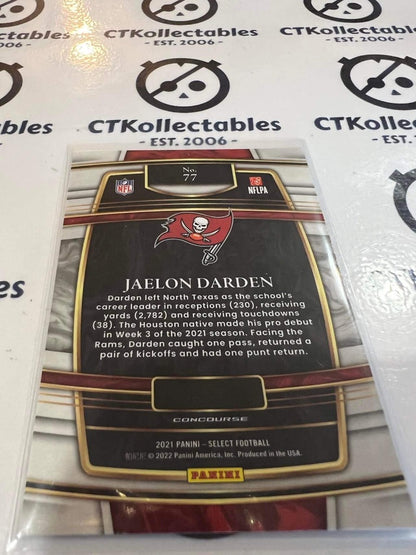 CTKollectables
- EST. 2006 -
CTKollectables
- EST. 2006 -
CTKollectables
- EST. 2006 -
No.
77
NFL
NFLPA
JAELON DARDEN
Darden left North Texas as the school's
career leader in receptions (230), receiving
yards (2,782) and receiving touchdowns
(38). The Houston native made his pro debut
in Week 3 of the 2021 season. Facing the
Rams, Darden caught one pass, returned a
pair of kickoffs and had one punt return.
CONCOURSE
2021 PANINI – SELECT FOOTBALL
© 2022 Panini America, Inc. Produced in the USA.
PANINI